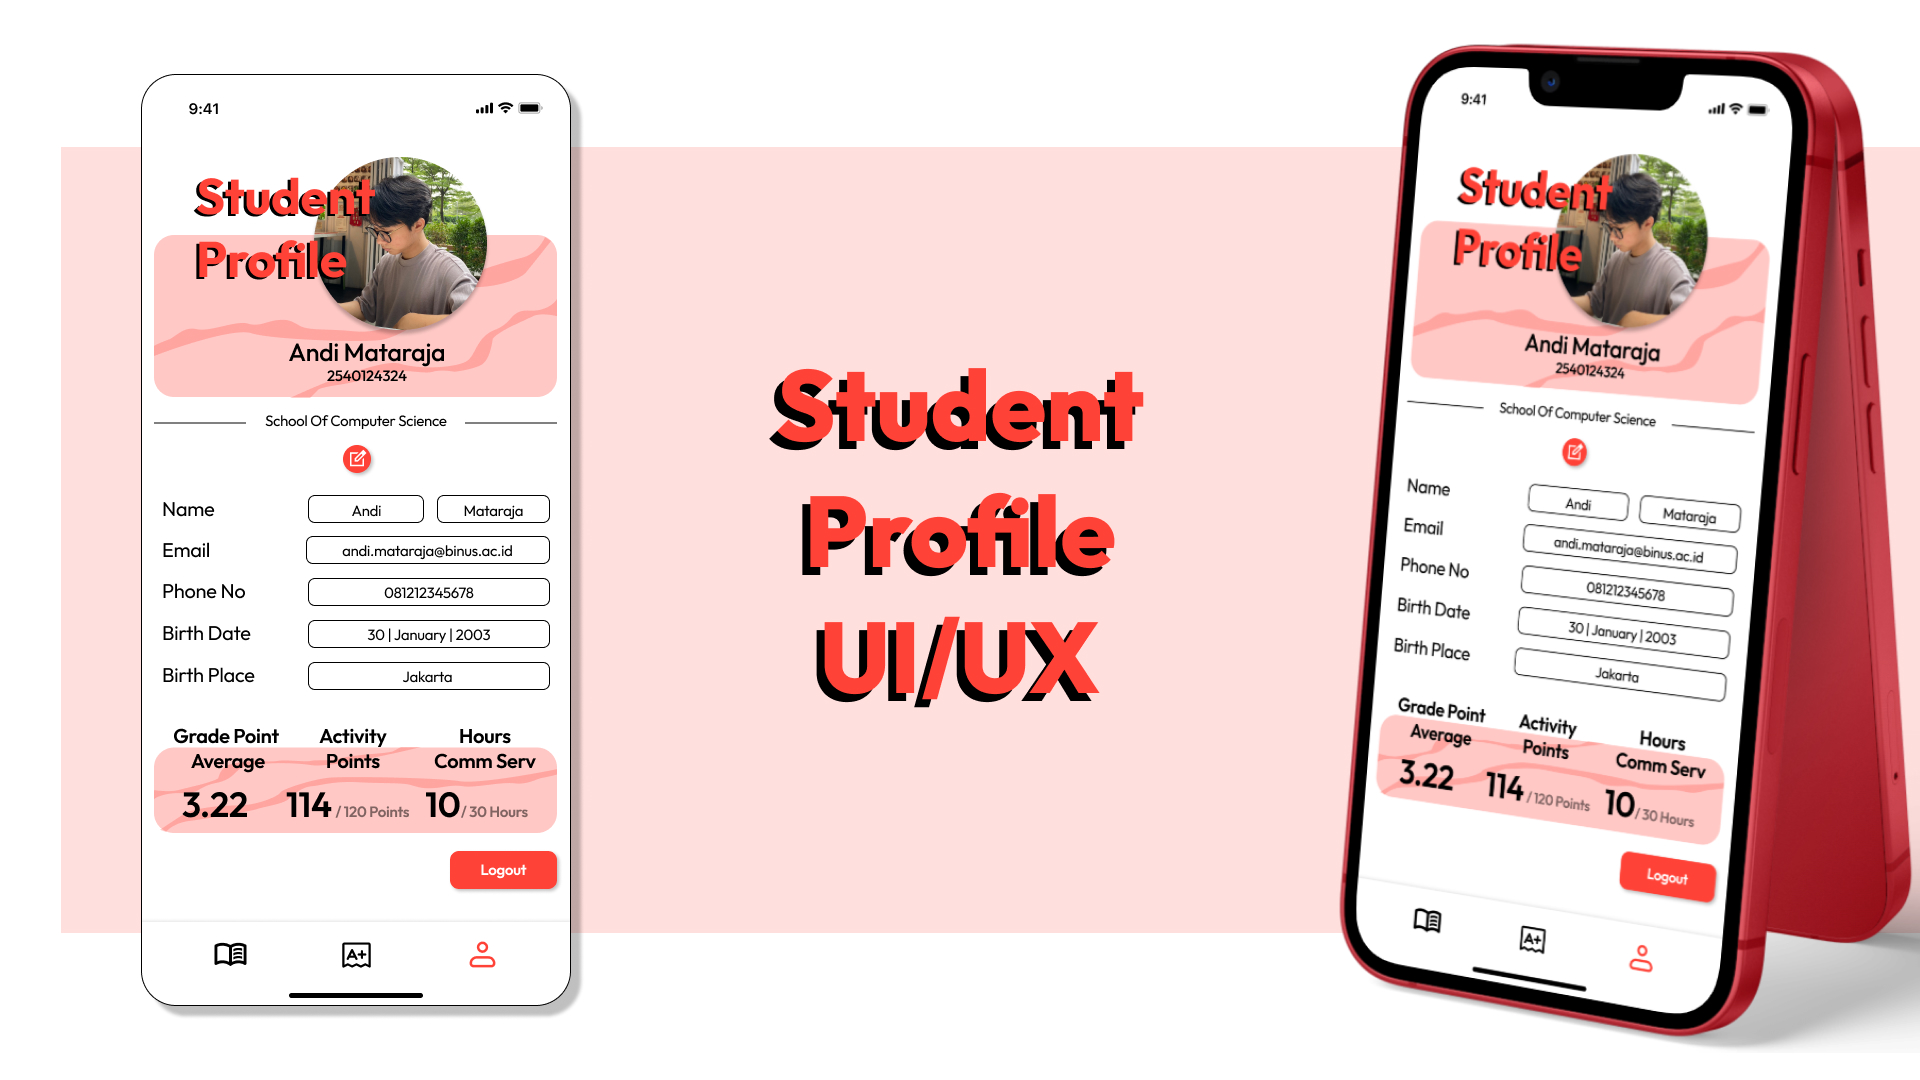 9:41
Student
Profile
Andi Mataraja
2540124324
School Of Computer Science
Name
Andi
Mataraja
Email
andi.mataraja@binus.ac.id
Phone No
081212345678
Birth Date
30 | January | 2003
Birth Place
Jakarta
Grade Point
Average
Activity
Points
Hours
Comm Serv
3.22
114 / 120 Points
10 / 30 Hours
Logout
A+
Student
Profile
UI/UX
9:41
Student
Profile
Andi Mataraja
2540124324
School Of Computer Science
Name
Andi
Mataraja
Email
andi.mataraja@binus.ac.id
Phone No
081212345678
Birth Date
30 | January | 2003
Birth Place
Jakarta
Grade Point
Average
Activity
Points
Hours
Comm Serv
3.22
114 / 120 Points
10 / 30 Hours
Logout
A+